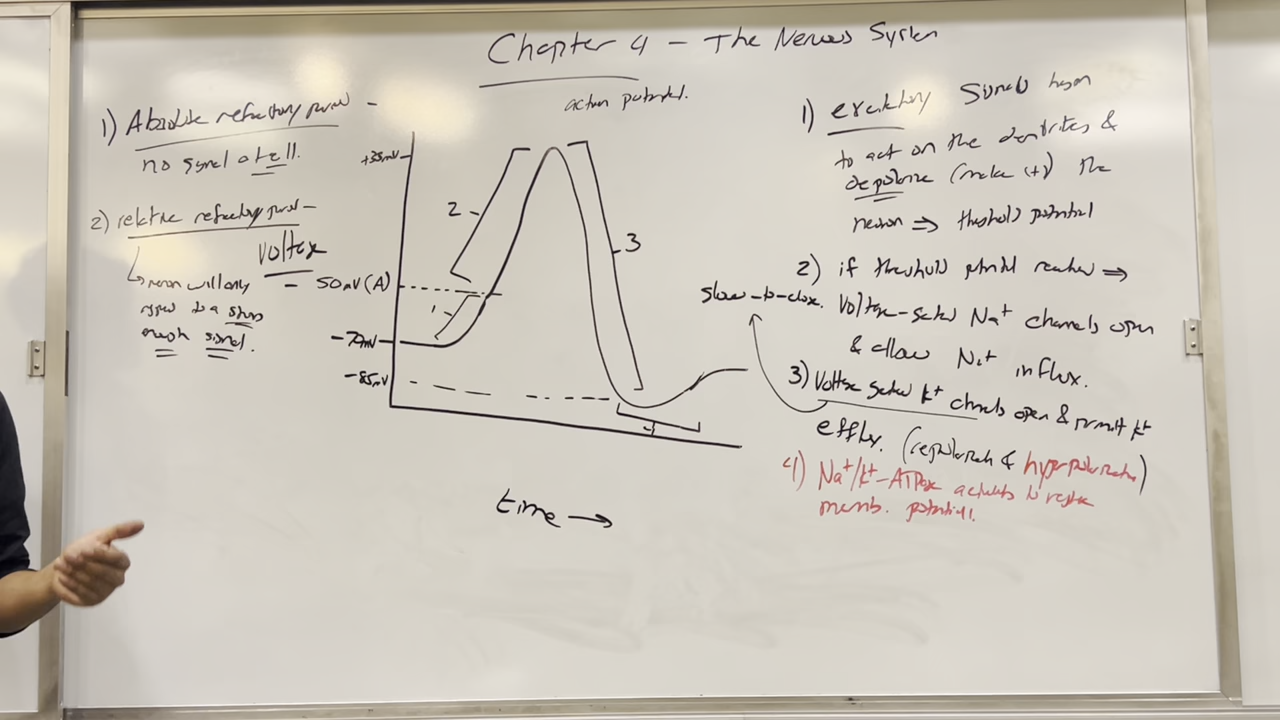 Chapter 4 - The Nervous System
action potential.
1) Absolute refractory period -
no signal at all.
2) relative refractory period -
neuron will only
respond to a strong
enough signal.
Voltage
+35mV
- 50mV (A)
-70mV
-85mV
1
2
3
4
time →
1) excitatory signals begin
to act on the dendrites &
depolarize (make (+)) the
neuron ⇒ threshold potential
2) if threshold potential reached ⇒
slow-to-close. Voltage-gated Na+ channels open
& allow Na+ influx.
3) Voltage gated K+ channels open & permit K+
efflux. (repolarization & hyperpolarization)
4) Na+/K+-ATPase activates to restore
memb. potential.